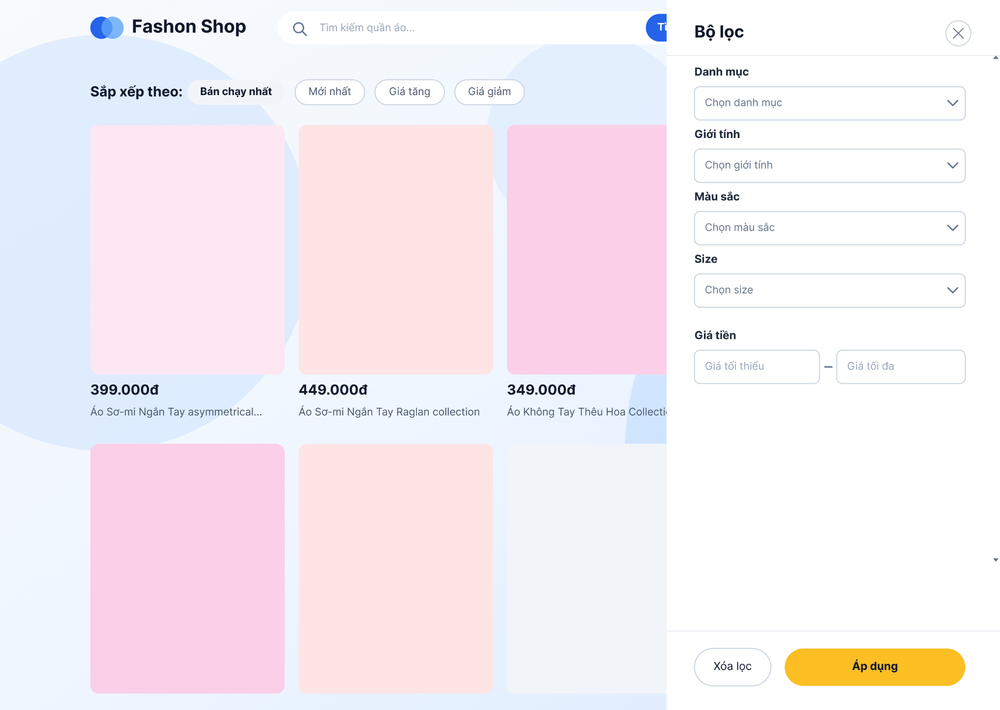 Fashon Shop
Tìm kiếm quần áo...
Sắp xếp theo:
Bán chạy nhất
Mới nhất
Giá tăng
Giá giảm
399.000đ
Áo Sơ-mi Ngắn Tay asymmetrical...
449.000đ
Áo Sơ-mi Ngắn Tay Raglan collection
349.000đ
Áo Không Tay Thêu Hoa
Bộ lọc
Danh mục
Chọn danh mục
Giới tính
Chọn giới tính
Màu sắc
Chọn màu sắc
Size
Chọn size
Giá tiền
Giá tối thiểu
–
Giá tối đa
Xóa lọc
Áp dụng